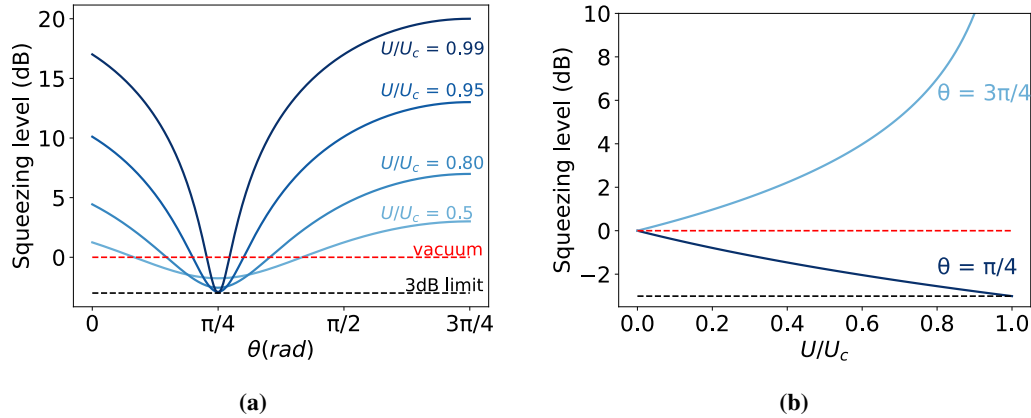 20
15
10
5
0
Squeezing level (dB)
U/U_c = 0.99
U/U_c = 0.95
U/U_c = 0.80
U/U_c = 0.5
vacuum
3dB limit
0
π/4
π/2
3π/4
θ(rad)
(a)
10
8
6
4
2
0
−2
Squeezing level (dB)
θ = 3π/4
θ = π/4
0.0
0.2
0.4
0.6
0.8
1.0
U/U_c
(b)